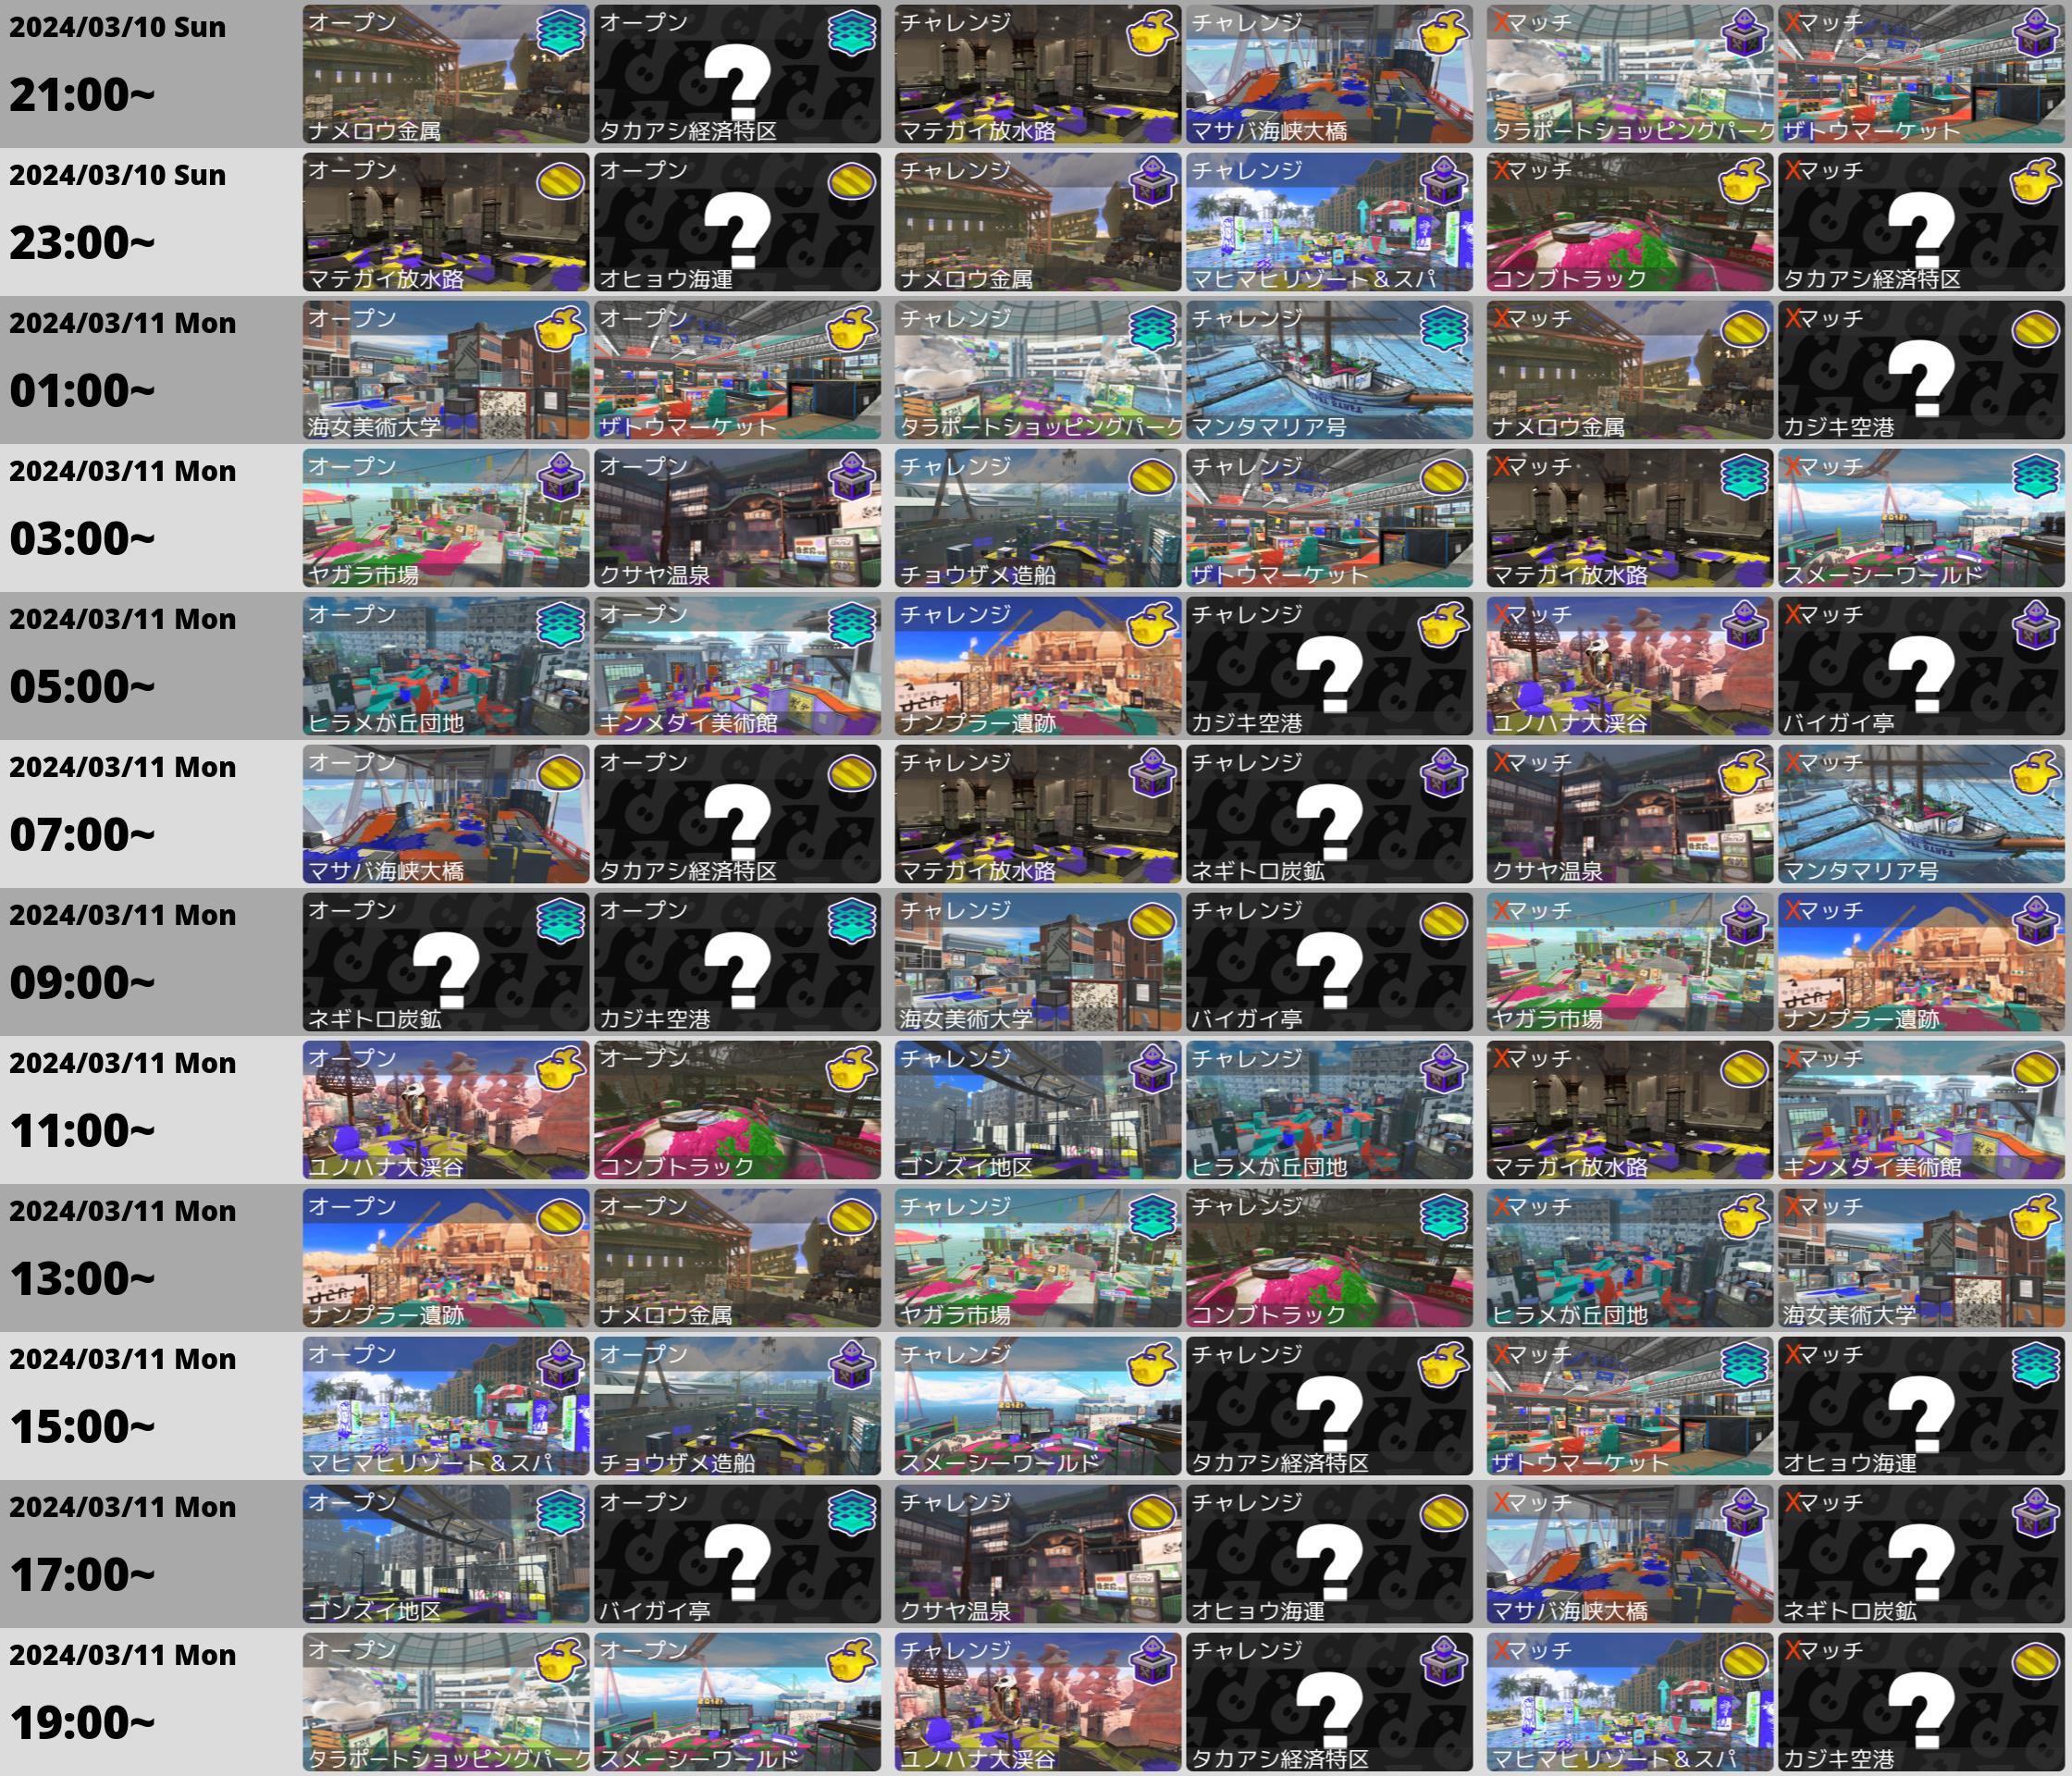 2024/03/10 Sun
21:00~
オープン オープン チャレンジ チャレンジ Xマッチ Xマッチ
ナメロウ金属 タカアシ経済特区 マテガイ放水路 マサバ海峡大橋 タラポートショッピングパーク ザトウマーケット
2024/03/10 Sun
23:00~
オープン オープン チャレンジ チャレンジ Xマッチ Xマッチ
マテガイ放水路 オヒョウ海運 ナメロウ金属 マヒマヒリゾート＆スパ コンブトラック タカアシ経済特区
2024/03/11 Mon
01:00~
オープン オープン チャレンジ チャレンジ Xマッチ Xマッチ
海女美術大学 ザトウマーケット タラポートショッピングパーク マンタマリア号 ナメロウ金属 カジキ空港
2024/03/11 Mon
03:00~
オープン オープン チャレンジ チャレンジ Xマッチ Xマッチ
ヤガラ市場 クサヤ温泉 チョウザメ造船 ザトウマーケット マテガイ放水路 スメーシーワールド
2024/03/11 Mon
05:00~
オープン オープン チャレンジ チャレンジ Xマッチ Xマッチ
ヒラメが丘団地 キンメダイ美術館 ナンプラー遺跡 カジキ空港 ユノハナ大渓谷 バイガイ亭
2024/03/11 Mon
07:00~
オープン オープン チャレンジ チャレンジ Xマッチ Xマッチ
マサバ海峡大橋 タカアシ経済特区 マテガイ放水路 ネギトロ炭鉱 クサヤ温泉 マンタマリア号
2024/03/11 Mon
09:00~
オープン オープン チャレンジ チャレンジ Xマッチ Xマッチ
ネギトロ炭鉱 カジキ空港 海女美術大学 バイガイ亭 ヤガラ市場 ナンプラー遺跡
2024/03/11 Mon
11:00~
オープン オープン チャレンジ チャレンジ Xマッチ Xマッチ
ユノハナ大渓谷 コンブトラック ゴンズイ地区 ヒラメが丘団地 マテガイ放水路 キンメダイ美術館
2024/03/11 Mon
13:00~
オープン オープン チャレンジ チャレンジ Xマッチ Xマッチ
ナンプラー遺跡 ナメロウ金属 ヤガラ市場 コンブトラック ヒラメが丘団地 海女美術大学
2024/03/11 Mon
15:00~
オープン オープン チャレンジ チャレンジ Xマッチ Xマッチ
マヒマヒリゾート＆スパ チョウザメ造船 スメーシーワールド タカアシ経済特区 ザトウマーケット オヒョウ海運
2024/03/11 Mon
17:00~
オープン オープン チャレンジ チャレンジ Xマッチ Xマッチ
ゴンズイ地区 バイガイ亭 クサヤ温泉 オヒョウ海運 マサバ海峡大橋 ネギトロ炭鉱
2024/03/11 Mon
19:00~
オープン オープン チャレンジ チャレンジ Xマッチ Xマッチ
タラポートショッピングパーク スメーシーワールド ユノハナ大渓谷 タカアシ経済特区 マヒマヒリゾート＆スパ カジキ空港